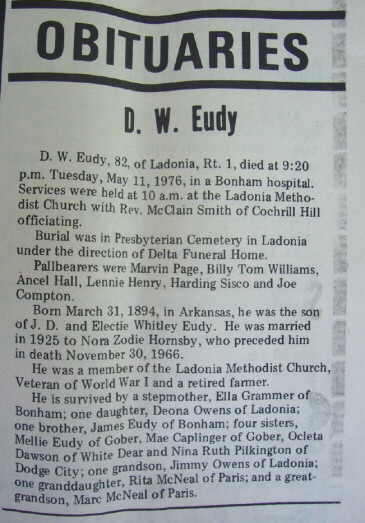 OBITUARIES
D. W. Eudy
D. W. Eudy, 82, of Ladonia, Rt. 1, died at 9:20
p.m. Tuesday, May 11, 1976, in a Bonham hospital.
Services were held at 10 a.m. at the Ladonia Metho-
dist Church with Rev. McClain Smith of Cochrill Hill
officiating.
Burial was in Presbyterian Cemetery in Ladonia
under the direction of Delta Funeral Home.
Pallbearers were Marvin Page, Billy Tom Williams,
Ancel Hall, Lennie Henry, Harding Sisco and Joe
Compton.
Born March 31, 1894, in Arkansas, he was the son
of J. D. and Electie Whitley Eudy. He was married
in 1925 to Nora Zodie Hornsby, who preceded him
in death November 30, 1966.
He was a member of the Ladonia Methodist Church,
Veteran of World War I and a retired farmer.
He is survived by a stepmother, Ella Grammer of
Bonham; one daughter, Deona Owens of Ladonia;
one brother, James Eudy of Bonham; four sisters,
Mellie Eudy of Gober, Mae Caplinger of Gober, Ocleta
Dawson of White Dear and Nina Ruth Pilkington of
Dodge City; one grandson, Jimmy Owens of Ladonia;
one granddaughter, Rita McNeal of Paris; and a great-
grandson, Marc McNeal of Paris.